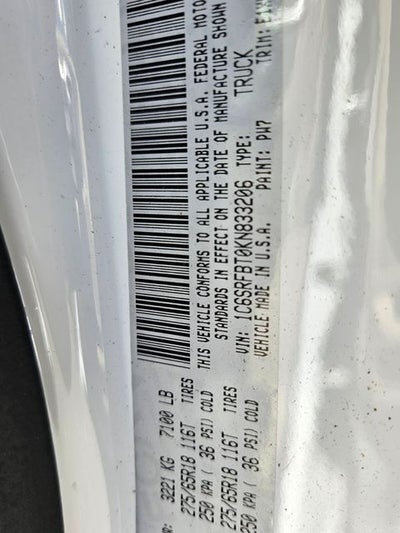 THIS VEHICLE CONFORMS TO ALL APPLICABLE U.S.A. FEDERAL MOTO
STANDARDS IN EFFECT ON THE DATE OF MANUFACTURE SHOWN
VIN: 1C6SRFBT0KN833206 TYPE: TRUCK
VEHICLE MADE IN U.S.A. PAINT: PW7 TRIM:
3221 KG 7100 LB
275/65R18 116T TIRES
250 KPA ( 36 PSI) COLD
275/65R18 116T TIRES
250 KPA ( 36 PSI) COLD